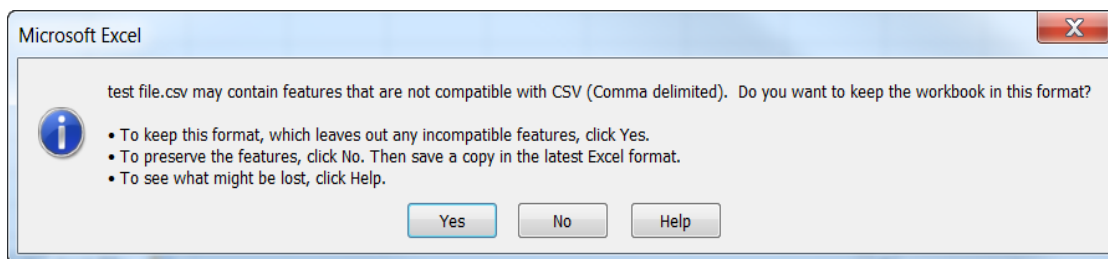 Microsoft Excel
test file.csv may contain features that are not compatible with CSV (Comma delimited).  Do you want to keep the workbook in this format?
• To keep this format, which leaves out any incompatible features, click Yes.
• To preserve the features, click No. Then save a copy in the latest Excel format.
• To see what might be lost, click Help.
Yes No Help